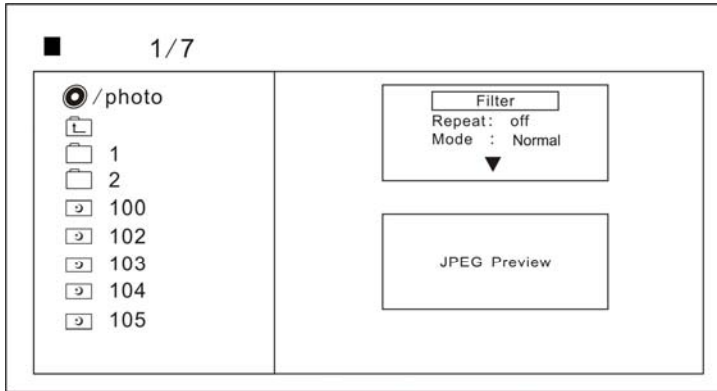 1/7
/photo
1
2
100
102
103
104
105
Filter
Repeat: off
Mode : Normal
JPEG Preview